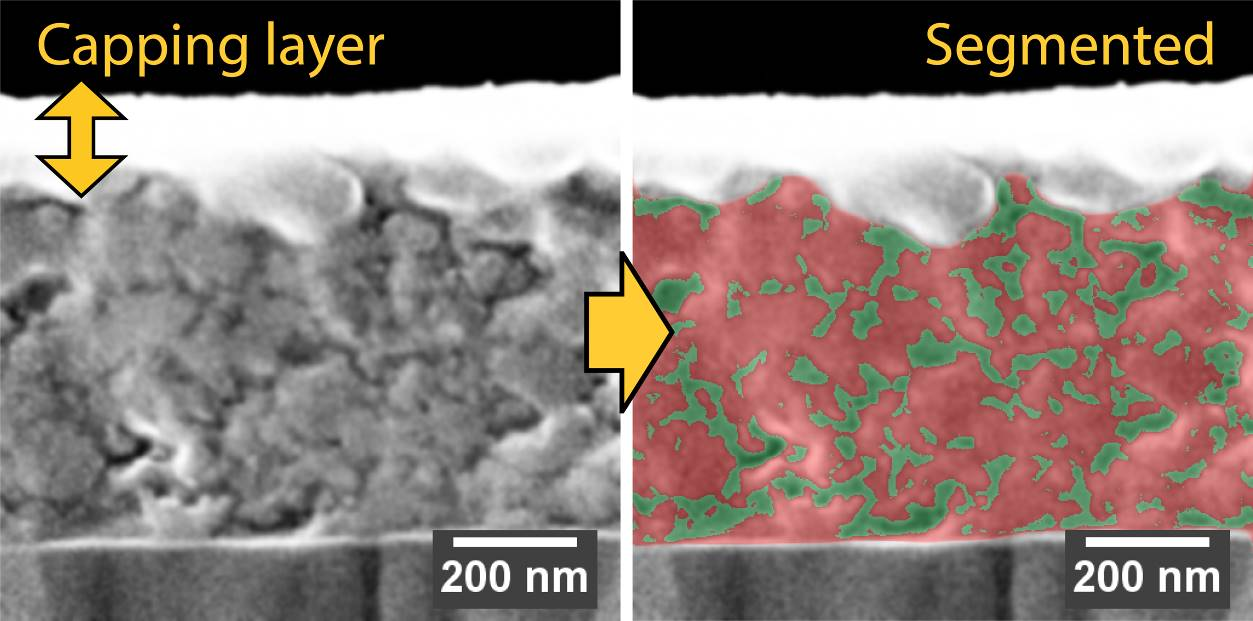 Capping layer
Segmented
200 nm
200 nm